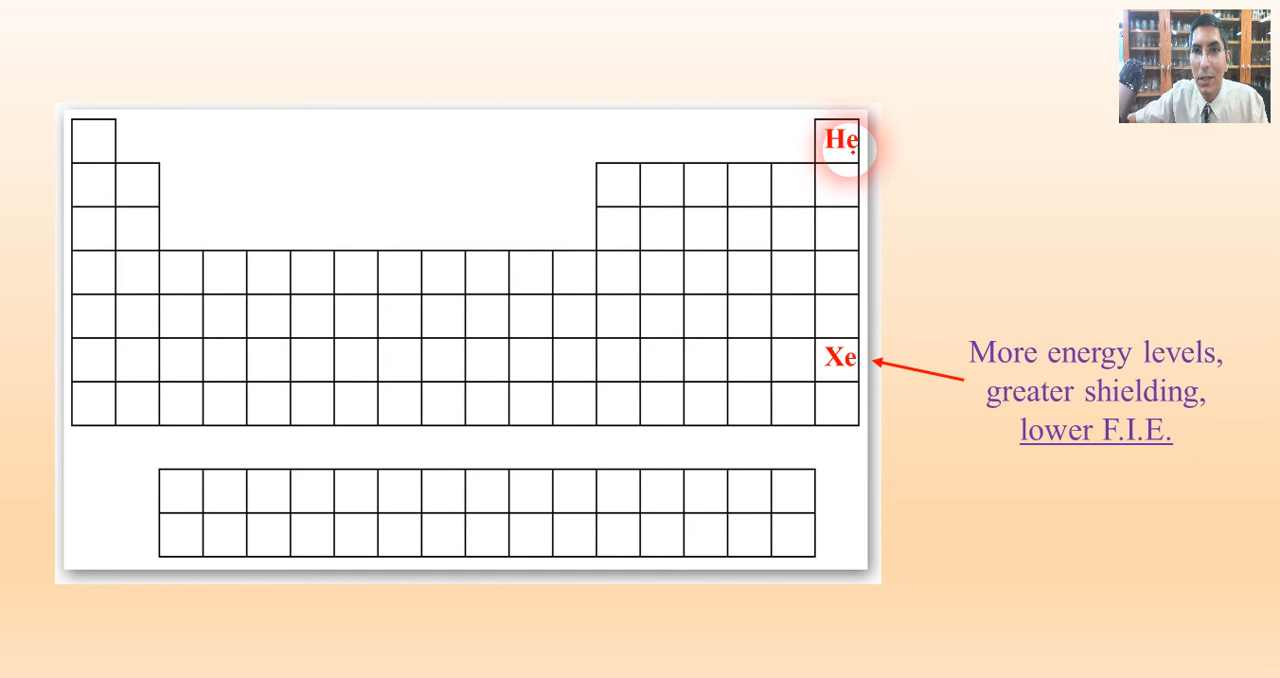 He
Xe
More energy levels,
greater shielding,
lower F.I.E.